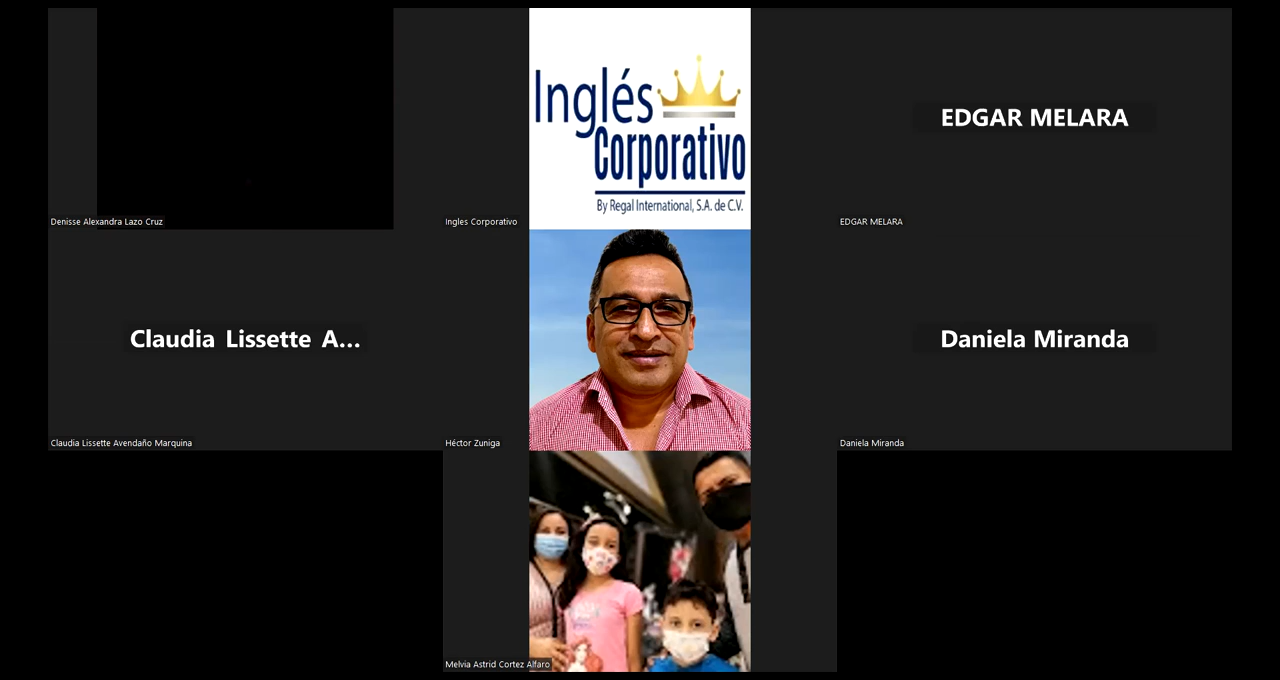 Inglés
Corporativo
By Regal International, S.A. de C.V.
EDGAR MELARA
Denisse Alexandra Lazo Cruz
Ingles Corporativo
EDGAR MELARA
Claudia Lissette A...
Daniela Miranda
Claudia Lissette Avendaño Marquina
Héctor Zuniga
Daniela Miranda
Melvia Astrid Cortez Alfaro